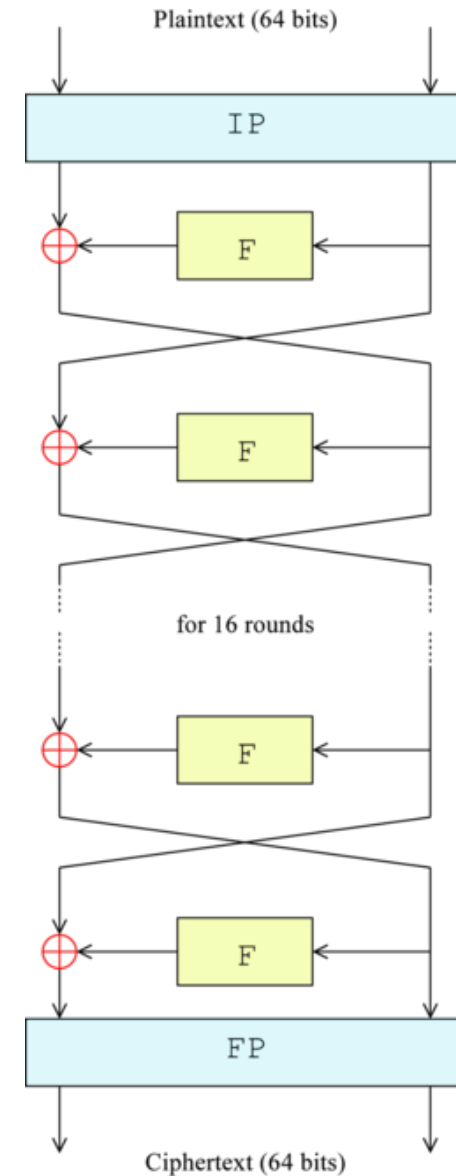 Plaintext (64 bits)
IP
F
F
for 16 rounds
F
F
FP
Ciphertext (64 bits)